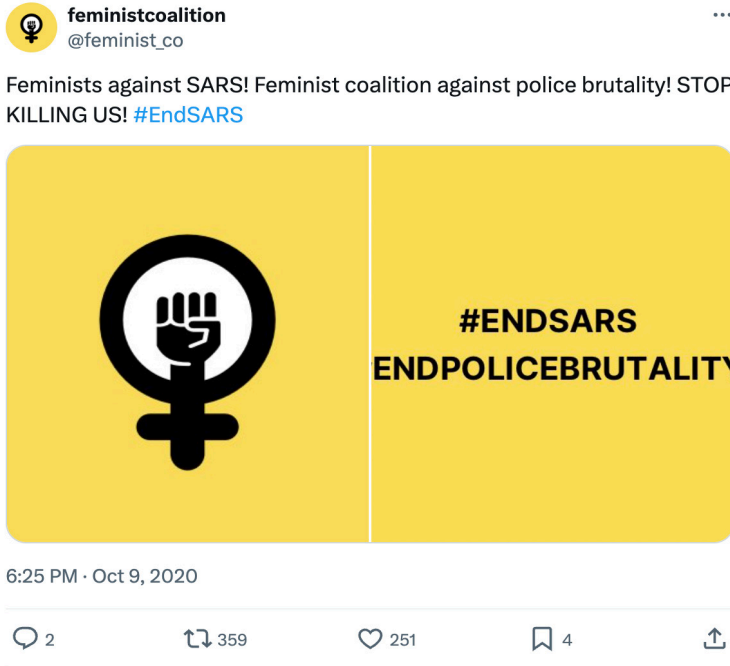 feministcoalition
@feminist_co
Feminists against SARS! Feminist coalition against police brutality! STOP
KILLING US! #EndSARS
#ENDSARS
ENDPOLICEBRUTALITY
6:25 PM · Oct 9, 2020
2 359 251 4